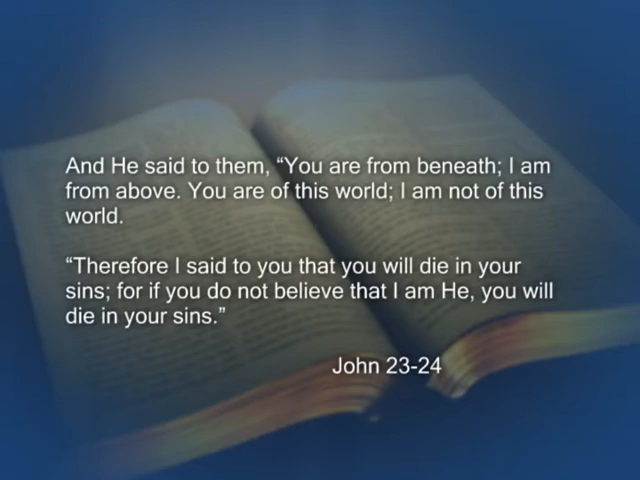 And He said to them, “You are from beneath; I am
from above. You are of this world; I am not of this
world.
“Therefore I said to you that you will die in your
sins; for if you do not believe that I am He, you will
die in your sins.”
John 23-24